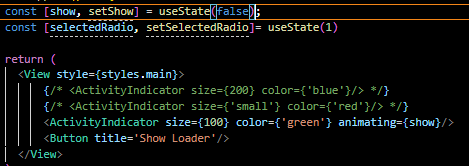 const [show, setShow] = useState(false);
const [selectedRadio, setSelectedRadio]= useState(1)
return (
<View style={styles.main}>
{/* <ActivityIndicator size={200} color={'blue'}/> */}
{/* <ActivityIndicator size={'small'} color={'red'}/> */}
<ActivityIndicator size={100} color={'green'} animating={show}/>
<Button title='Show Loader'/>
</View>